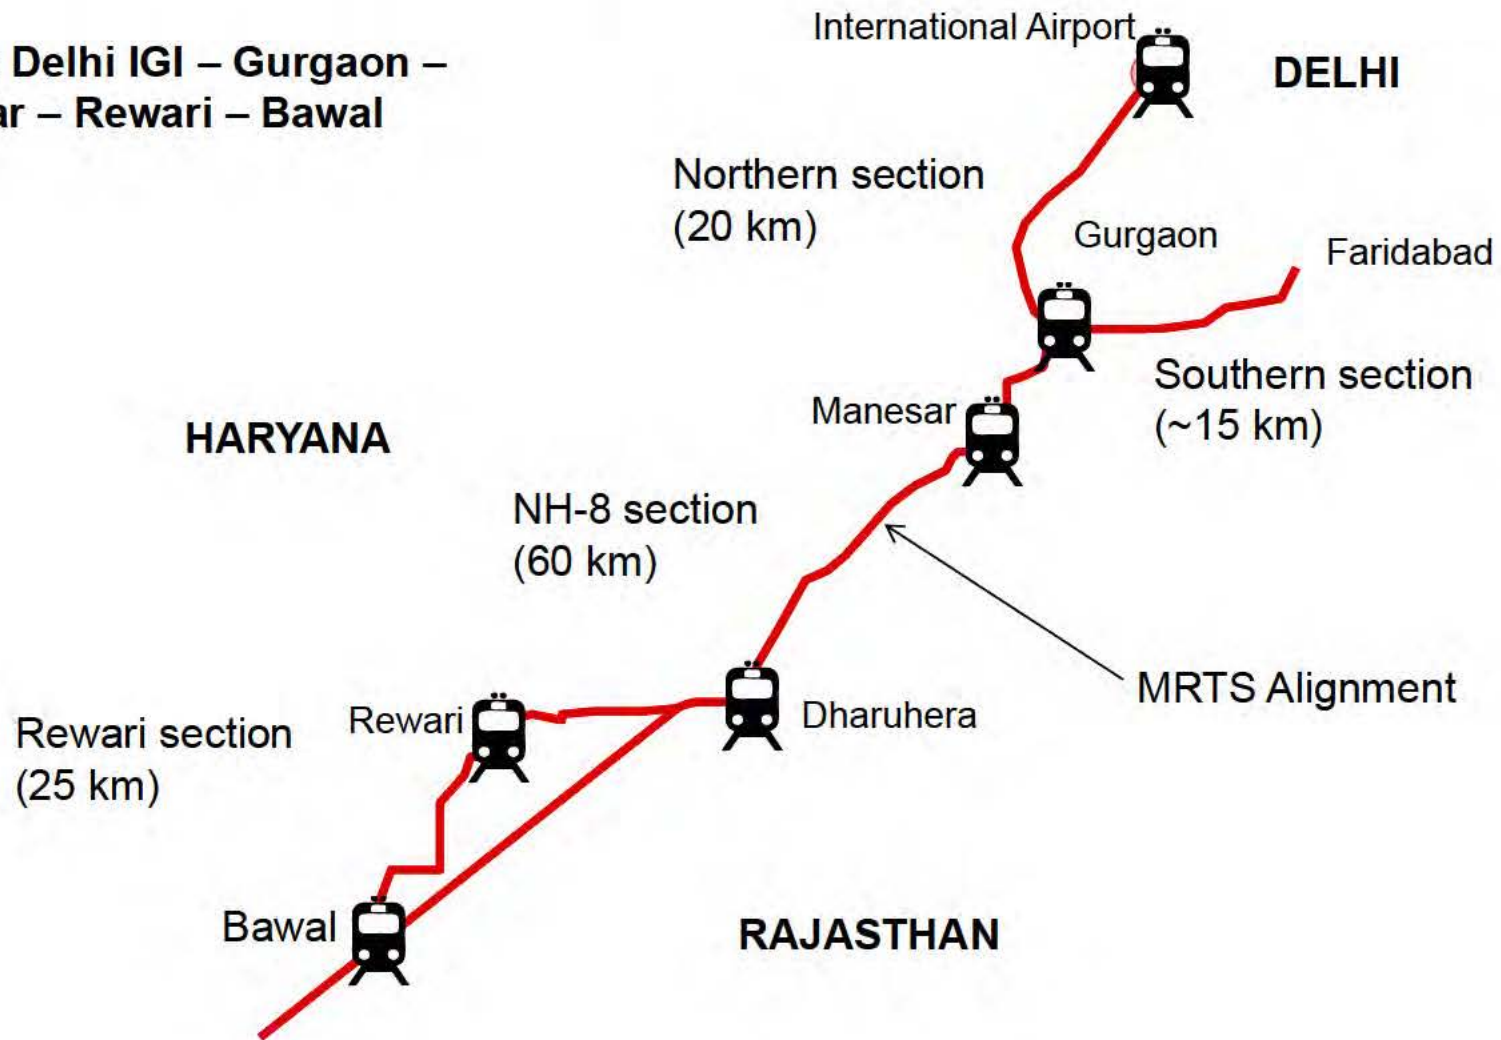 Delhi IGI – Gurgaon –
– Rewari – Bawal
International Airport
DELHI
Northern section
(20 km)
Gurgaon
Faridabad
Southern section
(~15 km)
Manesar
HARYANA
NH-8 section
(60 km)
MRTS Alignment
Rewari
Dharuhera
Rewari section
(25 km)
Bawal
RAJASTHAN